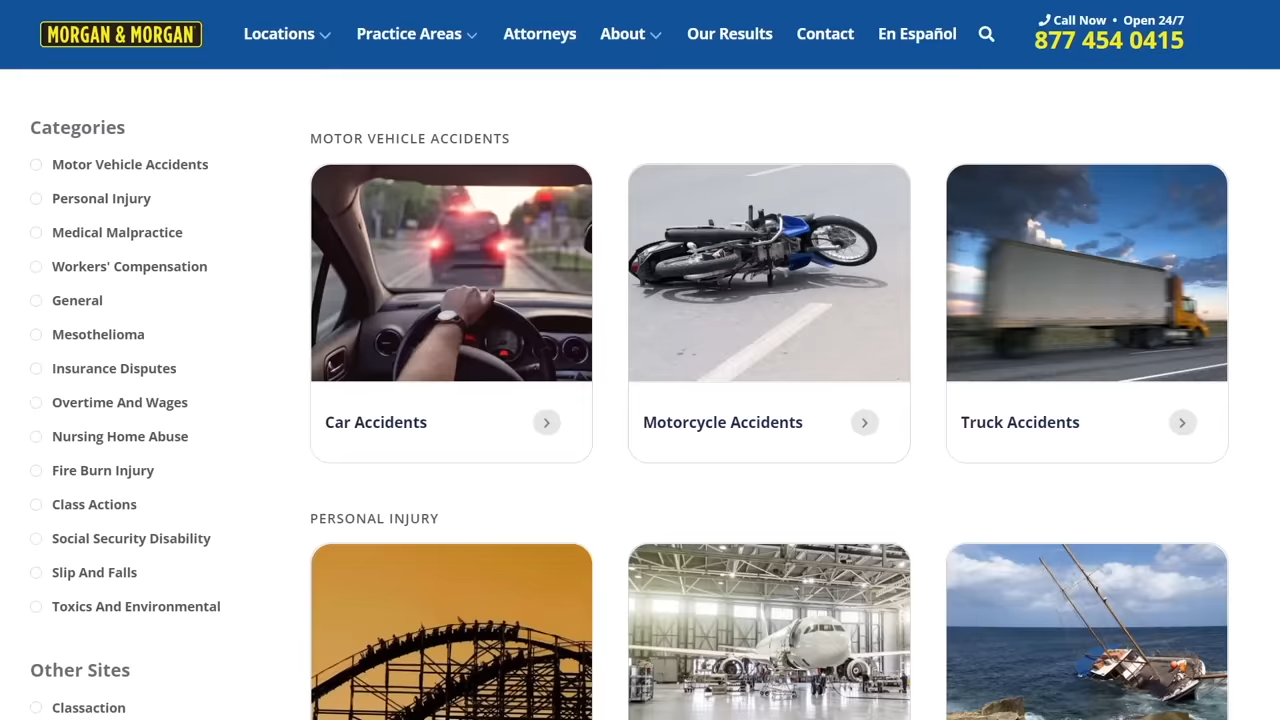 MORGAN & MORGAN
Locations
Practice Areas
Attorneys
About
Our Results
Contact
En Español
Call Now • Open 24/7
877 454 0415
Categories
Motor Vehicle Accidents
Personal Injury
Medical Malpractice
Workers' Compensation
General
Mesothelioma
Insurance Disputes
Overtime And Wages
Nursing Home Abuse
Fire Burn Injury
Class Actions
Social Security Disability
Slip And Falls
Toxics And Environmental
Other Sites
Classaction
MOTOR VEHICLE ACCIDENTS
Car Accidents
Motorcycle Accidents
Truck Accidents
PERSONAL INJURY